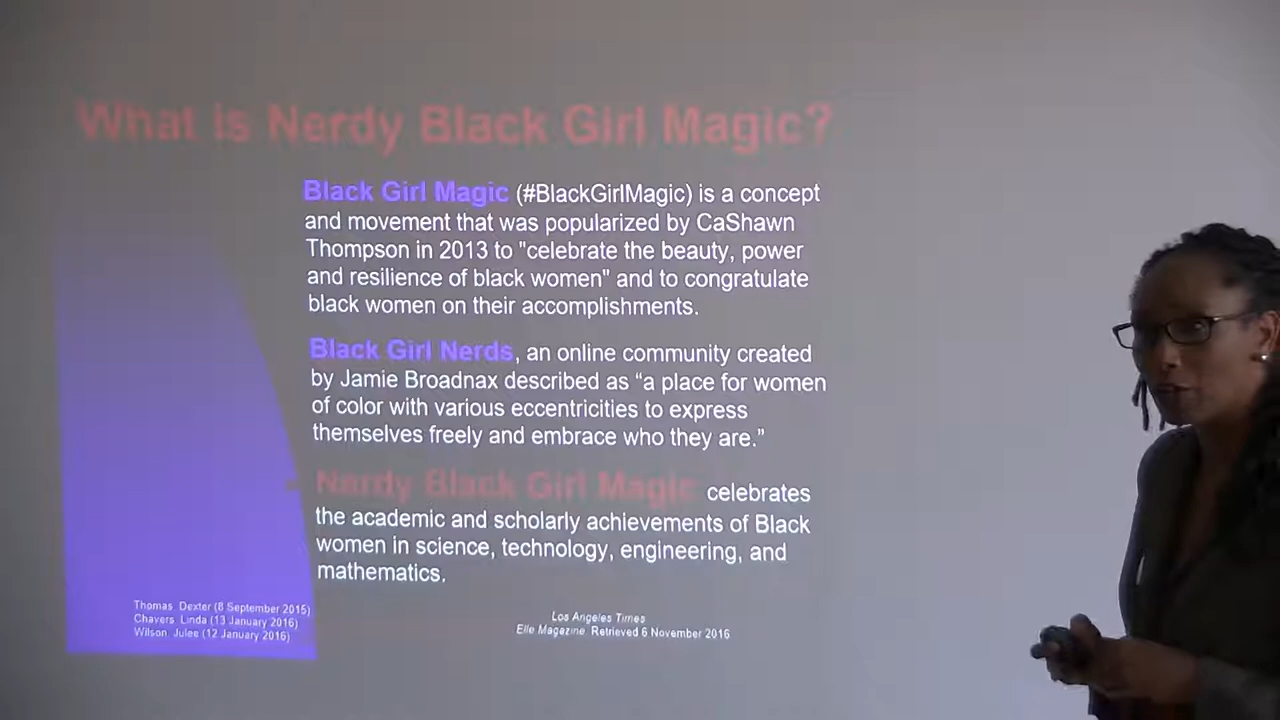 What is Nerdy Black Girl Magic?
Black Girl Magic (#BlackGirlMagic) is a concept
and movement that was popularized by CaShawn
Thompson in 2013 to "celebrate the beauty, power
and resilience of black women" and to congratulate
black women on their accomplishments.
Black Girl Nerds, an online community created
by Jamie Broadnax described as “a place for women
of color with various eccentricities to express
themselves freely and embrace who they are.”
Nerdy Black Girl Magic celebrates
the academic and scholarly achievements of Black
women in science, technology, engineering, and
mathematics.
Thomas Dexter (8 September 2015)
Chavers Linda (13 January 2016)
Wilson Julee (12 January 2016)
Los Angeles Times
Elle Magazine Retrieved 6 November 2016